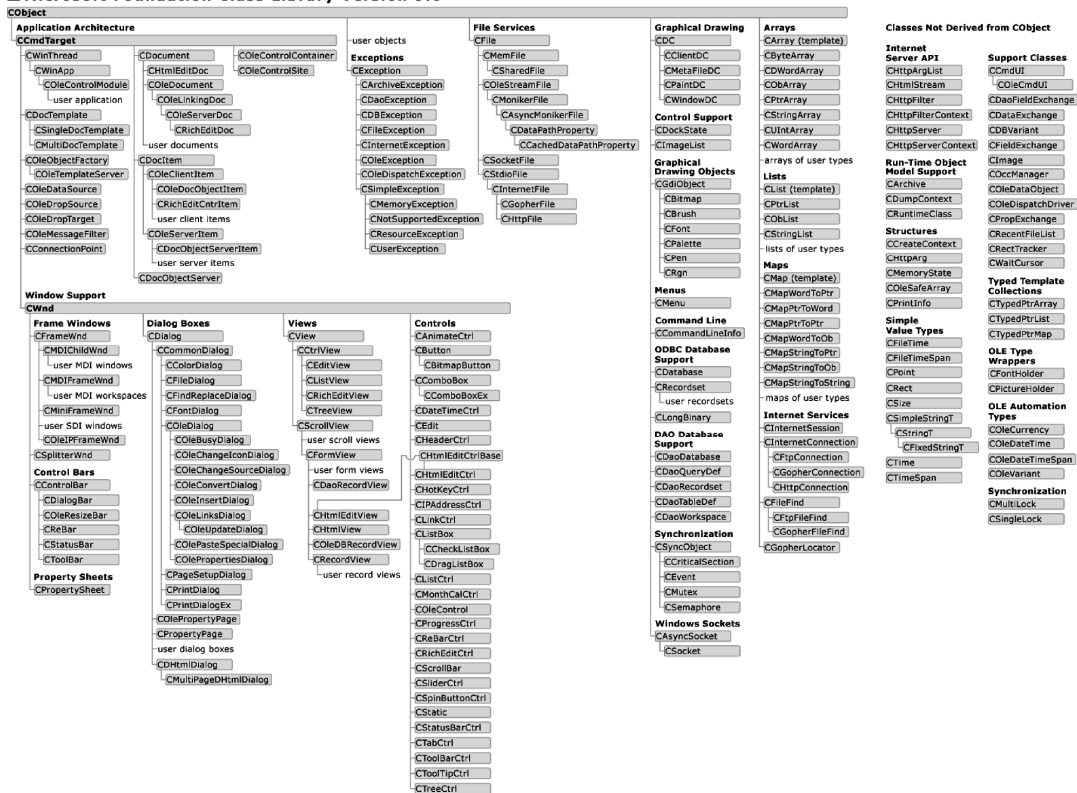 CObject
Application Architecture
CCmdTarget
CWinThread
CWinApp
COleControlModule
user application
CDocTemplate
CSingleDocTemplate
CMultiDocTemplate
COleObjectFactory
COleTemplateServer
COleDataSource
COleDropSource
COleDropTarget
COleMessageFilter
CConnectionPoint
CDocument
CHtmlEditDoc
COleDocument
COleLinkingDoc
COleServerDoc
CRichEditDoc
user documents
CDocItem
COleClientItem
COleDocObjectItem
CRichEditCntrItem
user client items
COleServerItem
CDocObjectServerItem
user server items
CDocObjectServer
COleControlContainer
COleControlSite
user objects
Exceptions
CException
CArchiveException
CDaoException
CDBException
CFileException
CInternetException
COleException
COleDispatchException
CSimpleException
CMemoryException
CNotSupportedException
CResourceException
CUserException
File Services
CFile
CMemFile
CSharedFile
COleStreamFile
CMonikerFile
CAsyncMonikerFile
CDataPathProperty
CCachedDataPathProperty
CSocketFile
CStdioFile
CInternetFile
CGopherFile
CHttpFile
Window Support
CWnd
Frame Windows
CFrameWnd
CMDIChildWnd
user MDI windows
CMDIFrameWnd
user MDI workspaces
CMiniFrameWnd
user SDI windows
COleIPFrameWnd
CSplitterWnd
Control Bars
CControlBar
CDialogBar
COleResizeBar
CReBar
CStatusBar
CToolBar
Property Sheets
CPropertySheet
Dialog Boxes
CDialog
CCommonDialog
CColorDialog
CFileDialog
CFindReplaceDialog
CFontDialog
COleDialog
COleBusyDialog
COleChangeIconDialog
COleChangeSourceDialog
COleConvertDialog
COleInsertDialog
COleLinksDialog
COleUpdateDialog
COlePasteSpecialDialog
COlePropertiesDialog
CPageSetupDialog
CPrintDialog
CPrintDialogEx
COlePropertyPage
CPropertyPage
user dialog boxes
CDHtmlDialog
CMultiPageDHtmlDialog
Views
CView
CCtrlView
CEditView
CListView
CRichEditView
CTreeView
CScrollView
user scroll views
CFormView
user form views
CDaoRecordView
CHtmlEditView
CHtmlView
COleDBRecordView
CRecordView
user record views
Controls
CAnimateCtrl
CButton
CBitmapButton
CComboBox
CComboBoxEx
CDateTimeCtrl
CEdit
CHeaderCtrl
CHtmlEditCtrlBase
CHtmlEditCtrl
CHotKeyCtrl
CIPAddressCtrl
CLinkCtrl
CListBox
CCheckListBox
CDragListBox
CListCtrl
CMonthCalCtrl
COleControl
CProgressCtrl
CReBarCtrl
CRichEditCtrl
CScrollBar
CSliderCtrl
CSpinButtonCtrl
CStatic
CStatusBarCtrl
CTabCtrl
CToolBarCtrl
CToolTipCtrl
CTreeCtrl
Graphical Drawing
CDC
CClientDC
CMetaFileDC
CPaintDC
CWindowDC
Control Support
CDockState
CImageList
Graphical
Drawing Objects
CGdiObject
CBitmap
CBrush
CFont
CPalette
CPen
CRgn
Menus
CMenu
Command Line
CCommandLineInfo
ODBC Database
Support
CDatabase
CRecordset
user recordsets
CLongBinary
DAO Database
Support
CDaoDatabase
CDaoQueryDef
CDaoRecordset
CDaoTableDef
CDaoWorkspace
Synchronization
CSyncObject
CCriticalSection
CEvent
CMutex
CSemaphore
Windows Sockets
CAsyncSocket
CSocket
Arrays
CArray (template)
CByteArray
CDWordArray
CObArray
CPtrArray
CStringArray
CUIntArray
CWordArray
arrays of user types
Lists
CList (template)
CPtrList
CObList
CStringList
lists of user types
Maps
CMap (template)
CMapWordToPtr
CMapPtrToWord
CMapPtrToPtr
CMapWordToOb
CMapStringToPtr
CMapStringToOb
CMapStringToString
maps of user types
Internet Services
CInternetSession
CInternetConnection
CFtpConnection
CGopherConnection
CHttpConnection
CFileFind
CFtpFileFind
CGopherFileFind
CGopherLocator
Classes Not Derived from CObject
Internet
Server API
CHttpArgList
CHtmlStream
CHttpFilter
CHttpFilterContext
CHttpServer
CHttpServerContext
Run-Time Object
Model Support
CArchive
CDumpContext
CRuntimeClass
Structures
CCreateContext
CHttpArg
CMemoryState
COleSafeArray
CPrintInfo
Simple
Value Types
CFileTime
CFileTimeSpan
CPoint
CRect
CSize
CSimpleStringT
CStringT
CFixedStringT
CTime
CTimeSpan
Support Classes
CCmdUI
COleCmdUI
CDaoFieldExchange
CDataExchange
CDBVariant
CFieldExchange
CImage
COccManager
COleDataObject
COleDispatchDriver
CPropExchange
CRecentFileList
CRectTracker
CWaitCursor
Typed Template
Collections
CTypedPtrArray
CTypedPtrList
CTypedPtrMap
OLE Type
Wrappers
CFontHolder
CPictureHolder
OLE Automation
Types
COleCurrency
COleDateTime
COleDateTimeSpan
COleVariant
Synchronization
CMultiLock
CSingleLock